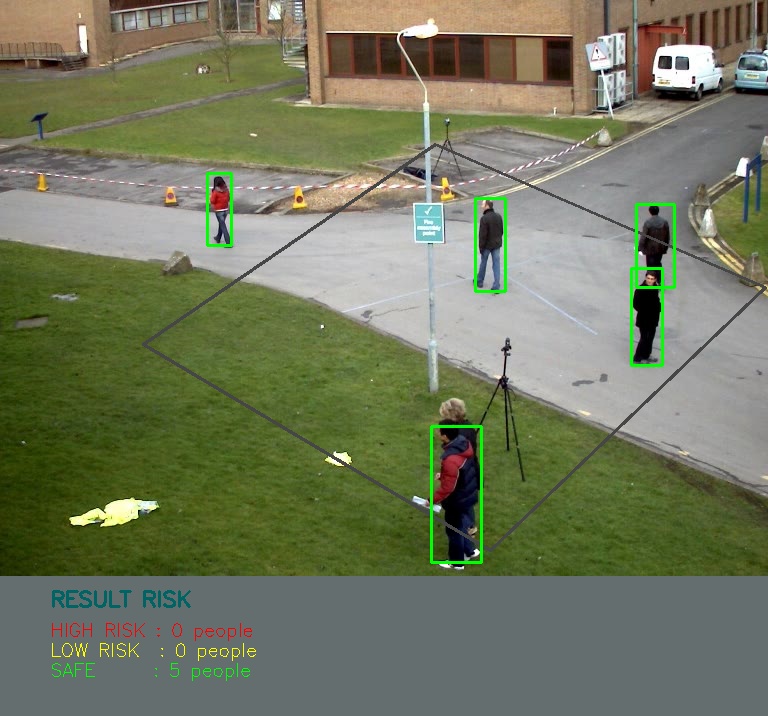 RESULT RISK
HIGH RISK : 0 people
LOW RISK : 0 people
SAFE : 5 people